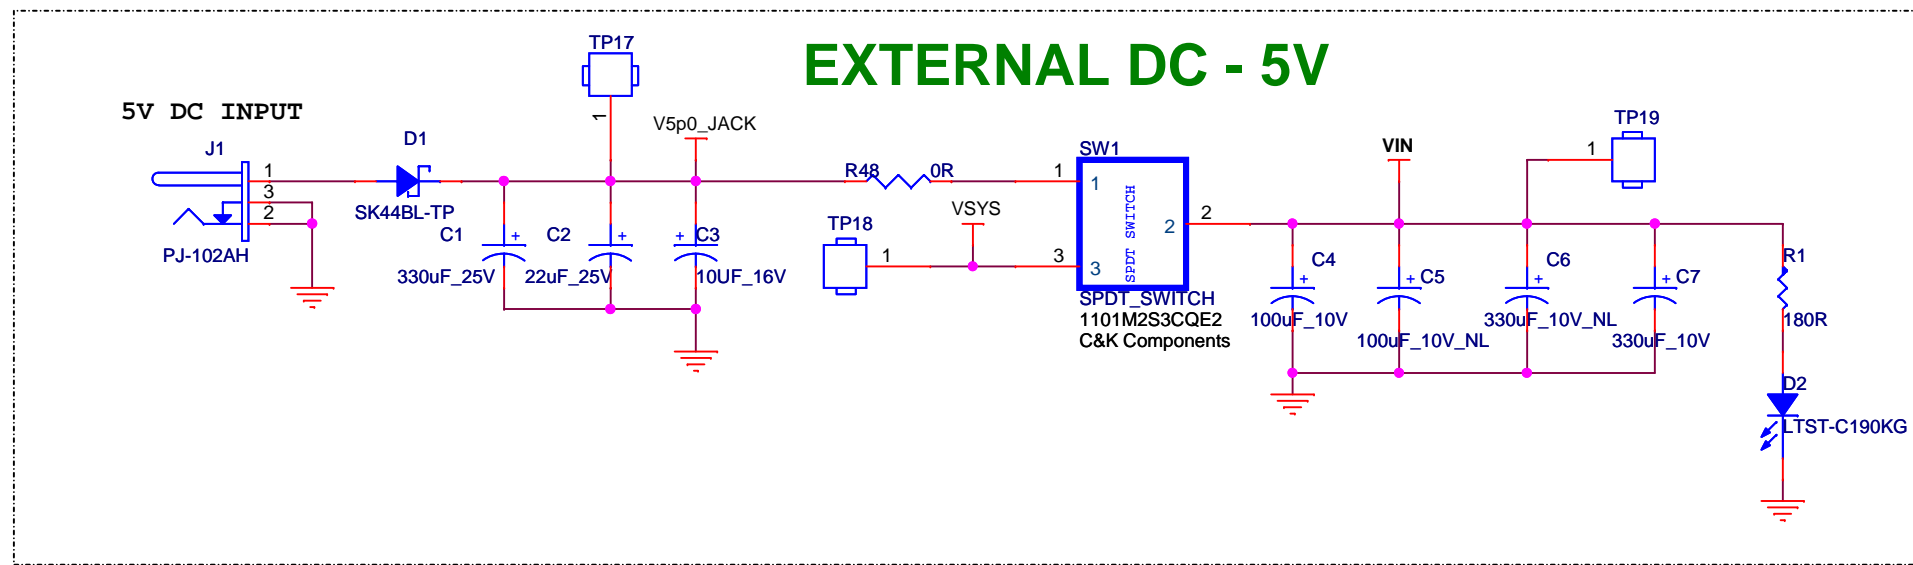 EXTERNAL DC - 5V
TP17
1
5V DC INPUT
V5p0_JACK
TP19
1
J1
D1
SW1
VIN
1
3
2
R48
0R
1
1
SPDT SWITCH
SK44BL-TP
VSYS
2
2
TP18
PJ-102AH
C1
C2
C3
1
3
3
C4
C5
C6
C7
R1
330uF_25V
22uF_25V
10UF_16V
SPDT_SWITCH
1101M2S3CQE2
C&K Components
100uF_10V
100uF_10V_NL
330uF_10V_NL
330uF_10V
180R
D2
LTST-C190KG